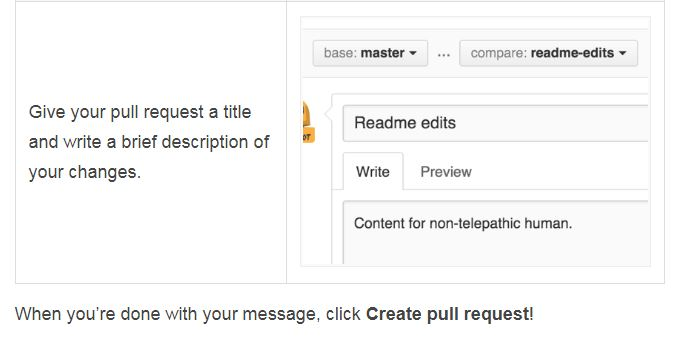 Give your pull request a title
and write a brief description of
your changes.
base: master ... compare: readme-edits
Readme edits
Write Preview
Content for non-telepathic human.
When you’re done with your message, click Create pull request!